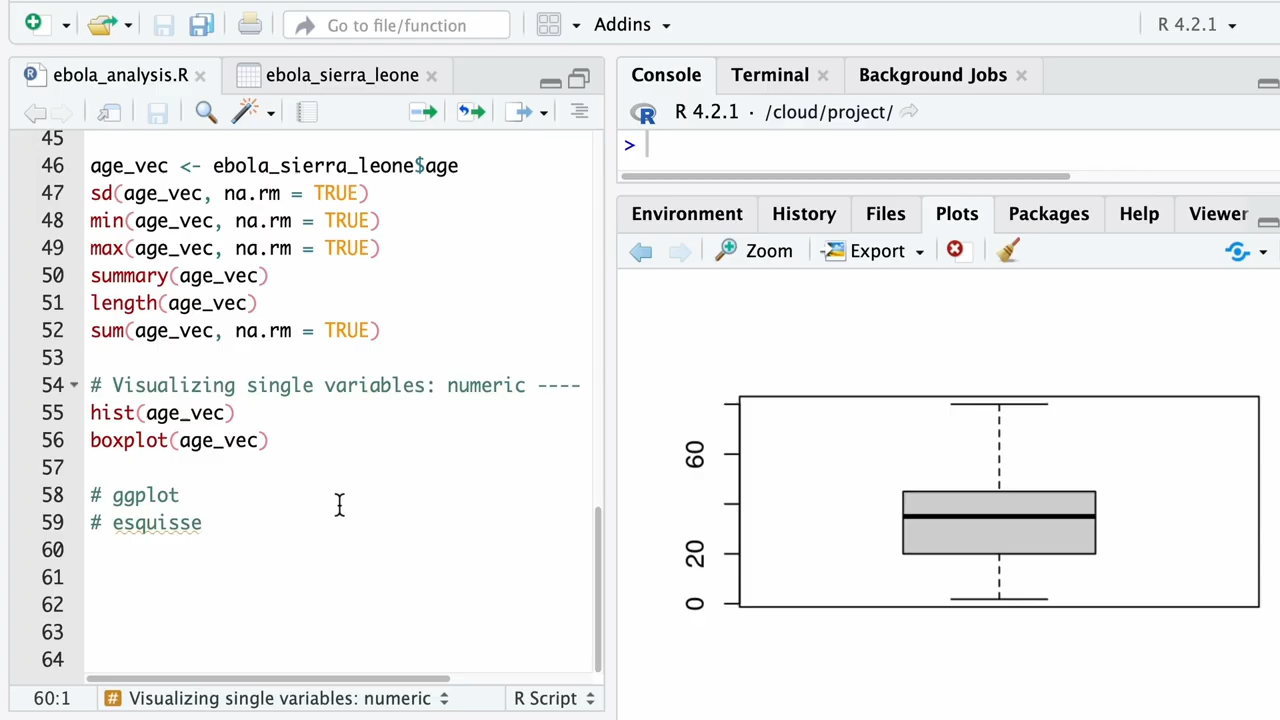 Go to file/function
Addins
R 4.2.1
ebola_analysis.R
ebola_sierra_leone
45
46 age_vec <- ebola_sierra_leone$age
47 sd(age_vec, na.rm = TRUE)
48 min(age_vec, na.rm = TRUE)
49 max(age_vec, na.rm = TRUE)
50 summary(age_vec)
51 length(age_vec)
52 sum(age_vec, na.rm = TRUE)
53
54 # Visualizing single variables: numeric ----
55 hist(age_vec)
56 boxplot(age_vec)
57
58 # ggplot
59 # esquisse
60
61
62
63
64
60:1 # Visualizing single variables: numeric R Script
Console Terminal Background Jobs
R R 4.2.1 · /cloud/project/
>
Environment History Files Plots Packages Help Viewer
Zoom Export
60
20
0